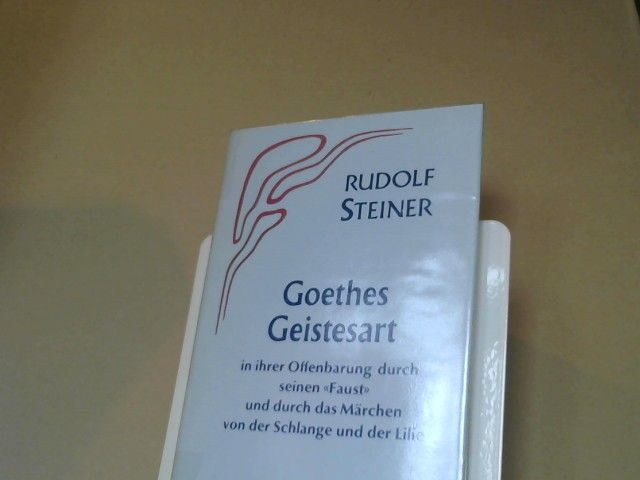 RUDOLF
STEINER
Goethes
Geistesart
in ihrer Offenbarung durch
seinen «Faust»
und durch das Märchen
von der Schlange und der Lilie